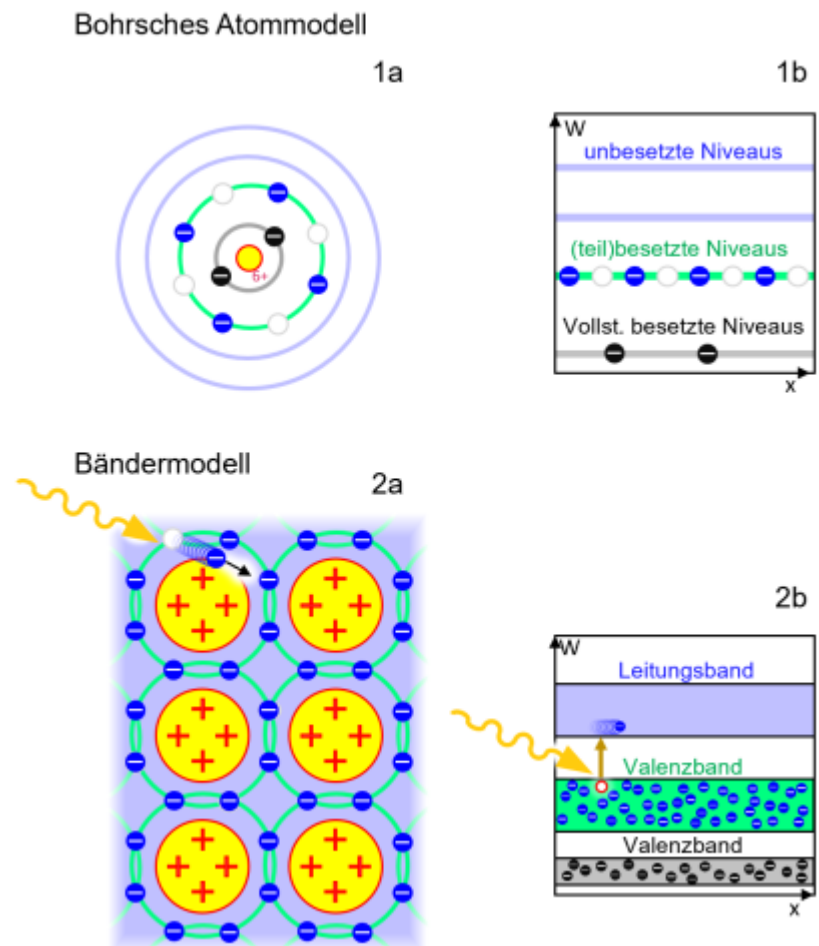 Bohrsches Atommodell
1a
1b
W
unbesetzte Niveaus
(teil)besetzte Niveaus
Vollst. besetzte Niveaus
x
6+
Bändermodell
2a
2b
W
Leitungsband
Valenzband
Valenzband
x